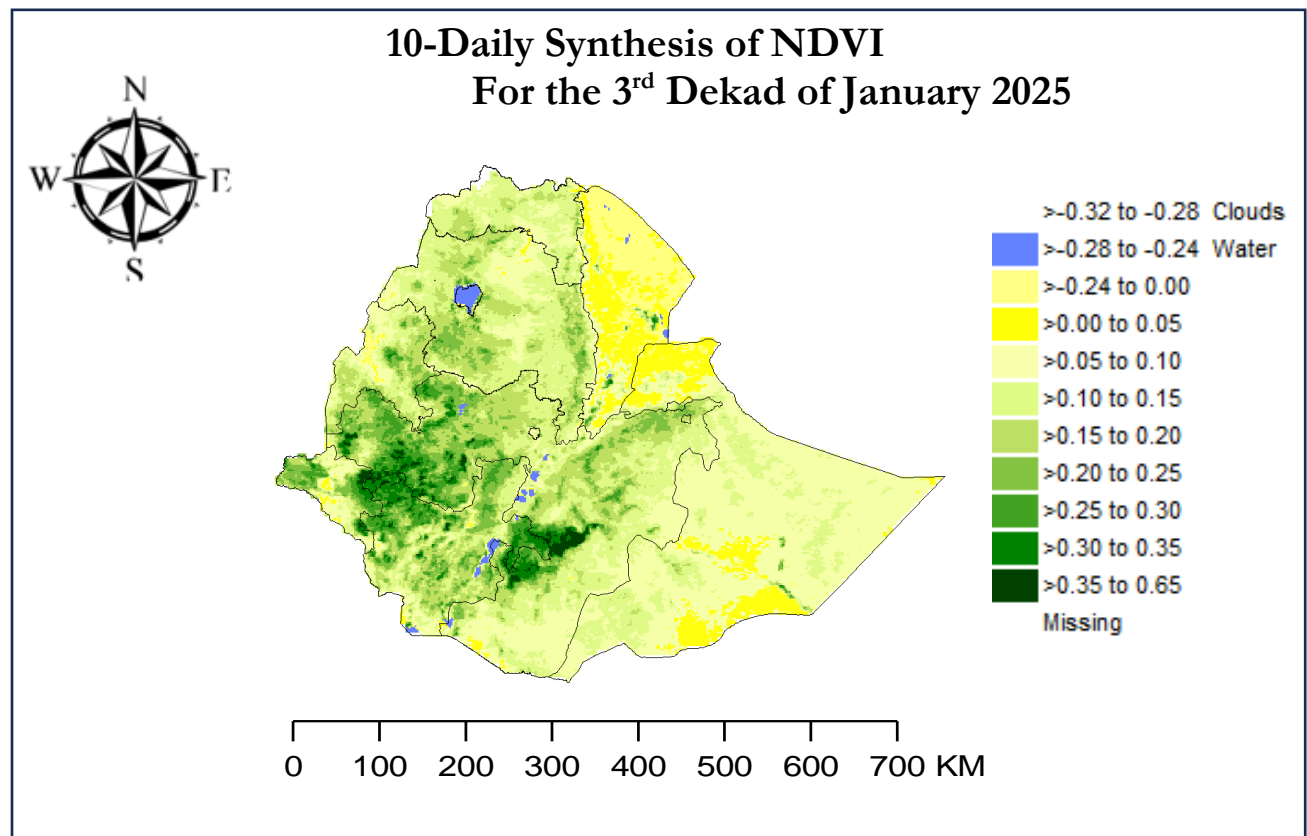 10-Daily Synthesis of NDVI
For the 3rd Dekad of January 2025
N
W
E
S
>-0.32 to -0.28 Clouds
>-0.28 to -0.24 Water
>-0.24 to 0.00
>0.00 to 0.05
>0.05 to 0.10
>0.10 to 0.15
>0.15 to 0.20
>0.20 to 0.25
>0.25 to 0.30
>0.30 to 0.35
>0.35 to 0.65
Missing
0 100 200 300 400 500 600 700 KM